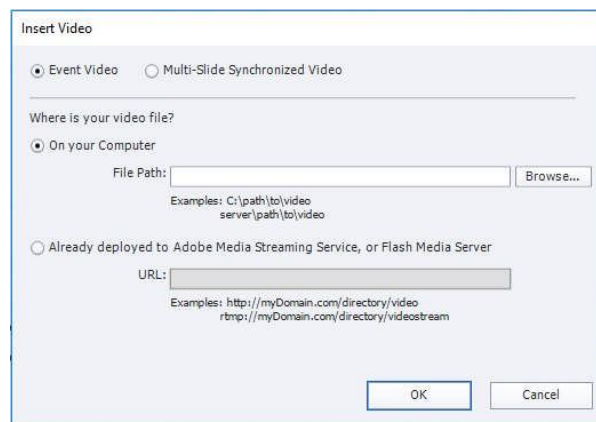 Insert Video
Event Video Multi-Slide Synchronized Video
Where is your video file?
On your Computer
File Path: Browse...
Examples: C:\path\to\video
server\path\to\video
Already deployed to Adobe Media Streaming Service, or Flash Media Server
URL:
Examples: http://myDomain.com/directory/video
rtmp://myDomain.com/directory/videostream
OK Cancel